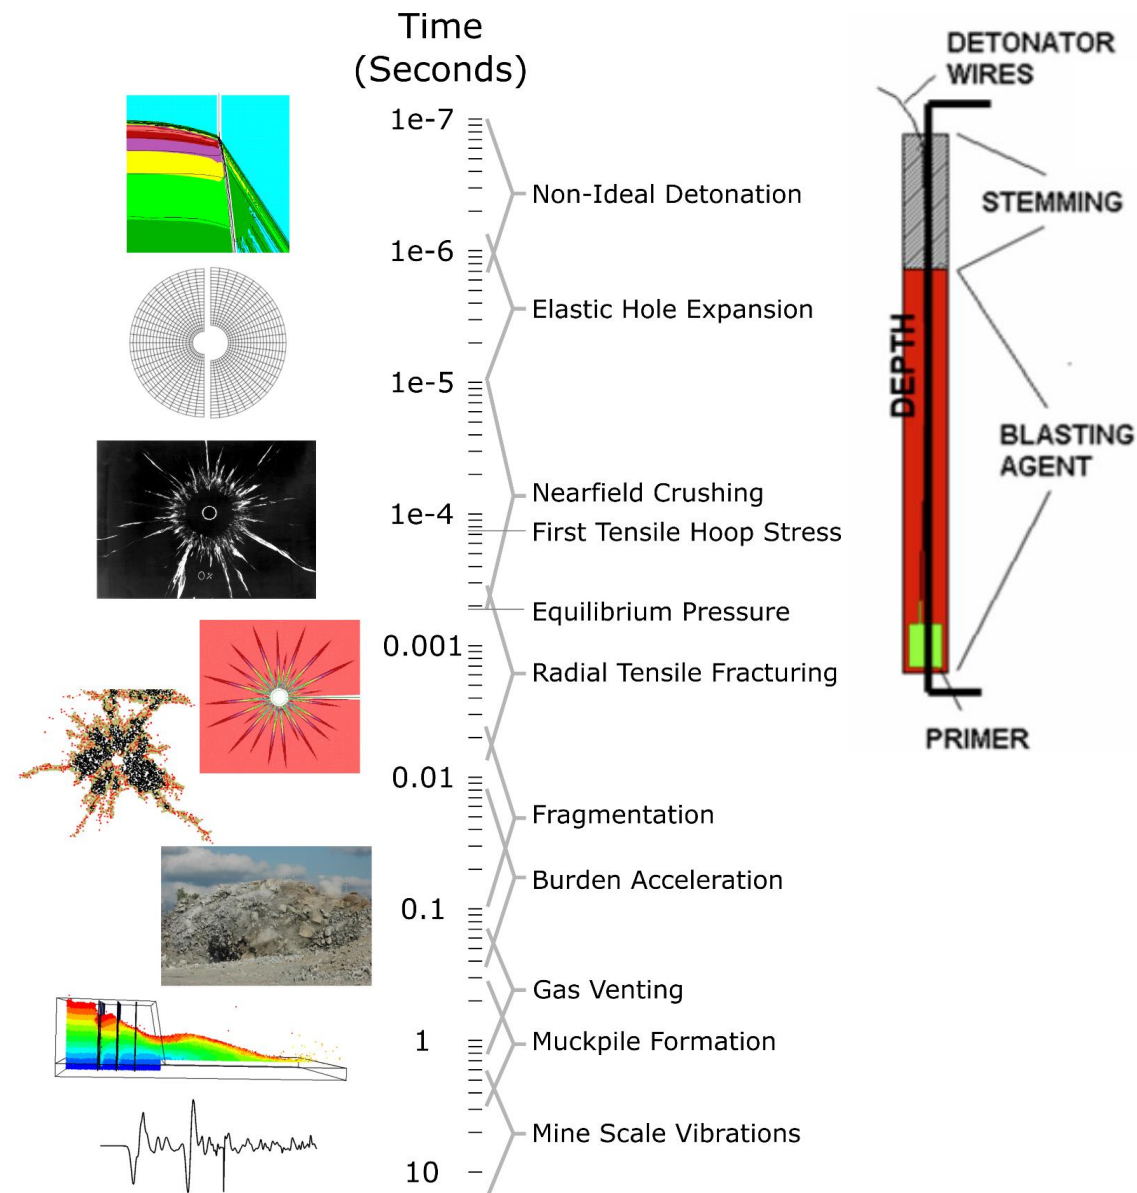 Time
(Seconds)
1e-7
1e-6
1e-5
1e-4
0.001
0.01
0.1
1
10
Non-Ideal Detonation
Elastic Hole Expansion
Nearfield Crushing
First Tensile Hoop Stress
Equilibrium Pressure
Radial Tensile Fracturing
Fragmentation
Burden Acceleration
Gas Venting
Muckpile Formation
Mine Scale Vibrations
DETONATOR
WIRES
STEMMING
DEPTH
BLASTING
AGENT
PRIMER